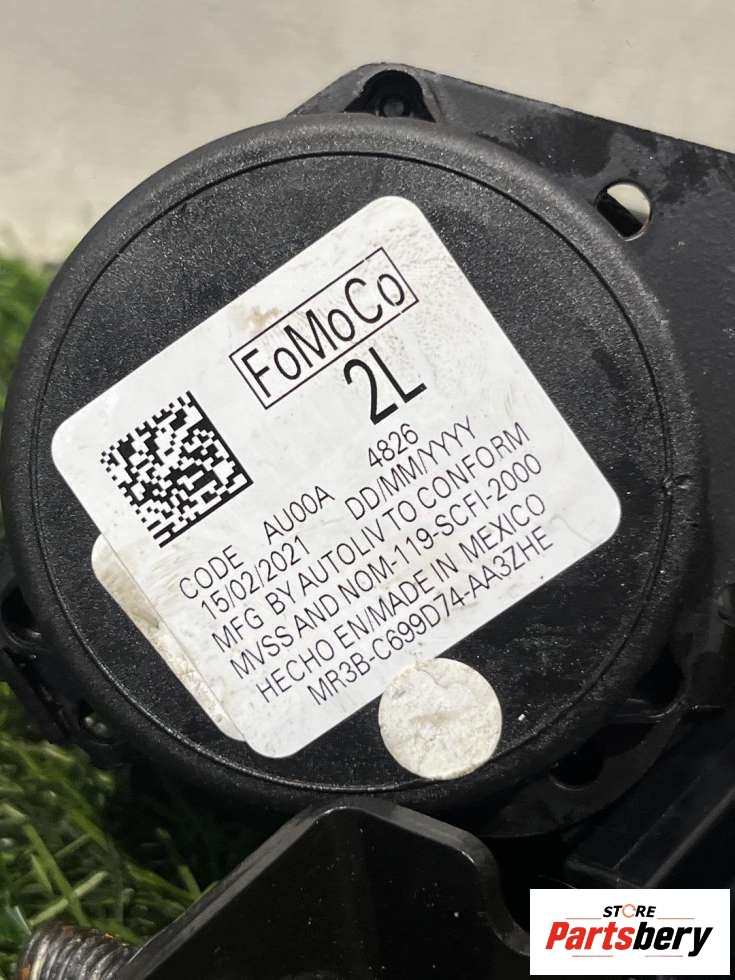 FoMoCo
2L
CODE AU00A 4826
15/02/2021 DD/MM/YYYY
MFG BY AUTOLIV TO CONFORM
MVSS AND NOM-119-SCFI-2000
HECHO EN/MADE IN MEXICO
MR3B-C699D74-AA3ZHE
STORE
Partsbery